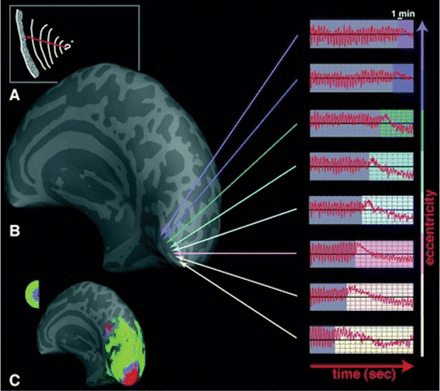 1 min
A
B
C
eccentricity
time (sec)